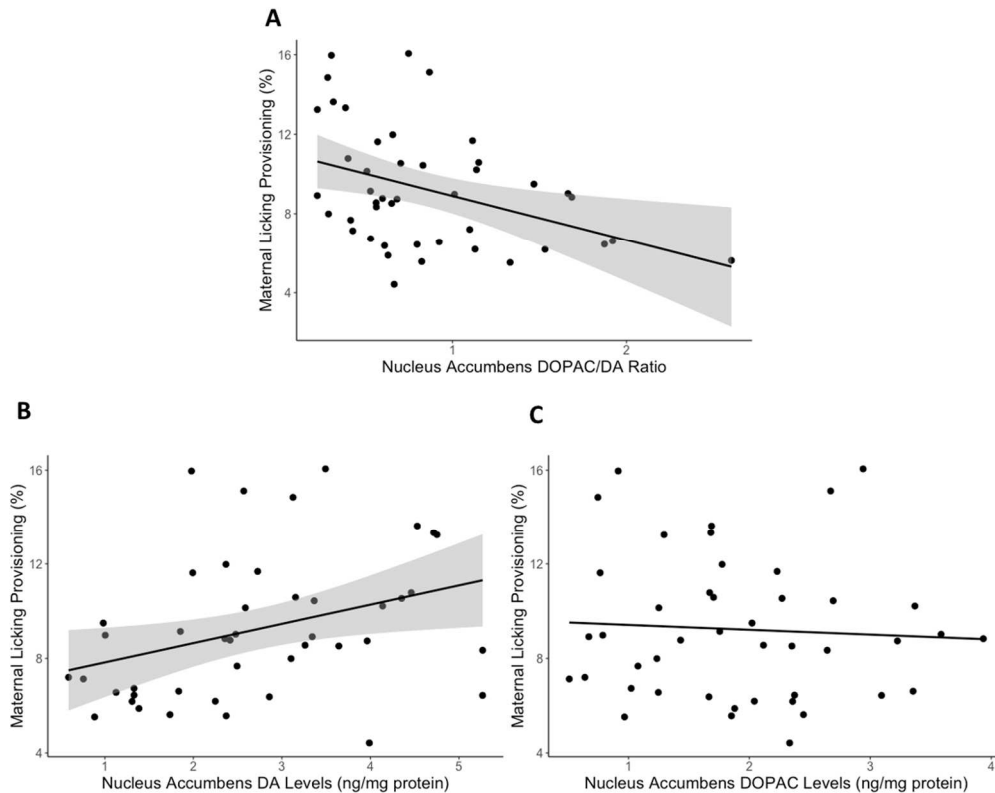 A
16
12
8
4
Maternal Licking Provisioning (%)
1
2
Nucleus Accumbens DOPAC/DA Ratio
B
16
12
8
4
Maternal Licking Provisioning (%)
1
2
3
4
5
Nucleus Accumbens DA Levels (ng/mg protein)
C
16
12
8
4
Maternal Licking Provisioning (%)
1
2
3
4
Nucleus Accumbens DOPAC Levels (ng/mg protein)